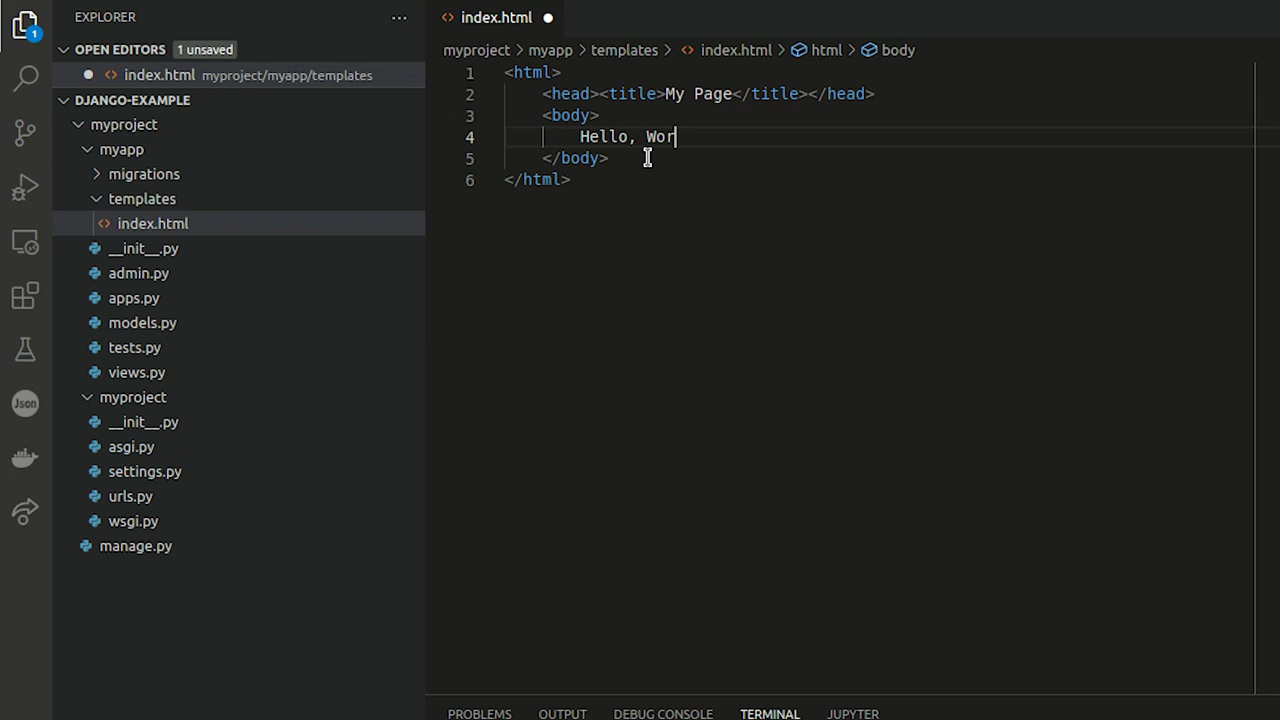 EXPLORER
1
OPEN EDITORS 1 unsaved
index.html myproject/myapp/templates
DJANGO-EXAMPLE
myproject
myapp
migrations
templates
index.html
__init__.py
admin.py
apps.py
models.py
tests.py
views.py
myproject
__init__.py
asgi.py
settings.py
urls.py
wsgi.py
manage.py
Json
index.html
myproject > myapp > templates > index.html > html > body
1 <html>
2 <head><title>My Page</title></head>
3 <body>
4 Hello, Wor
5 </body>
6 </html>
PROBLEMS OUTPUT DEBUG CONSOLE TERMINAL JUPYTER